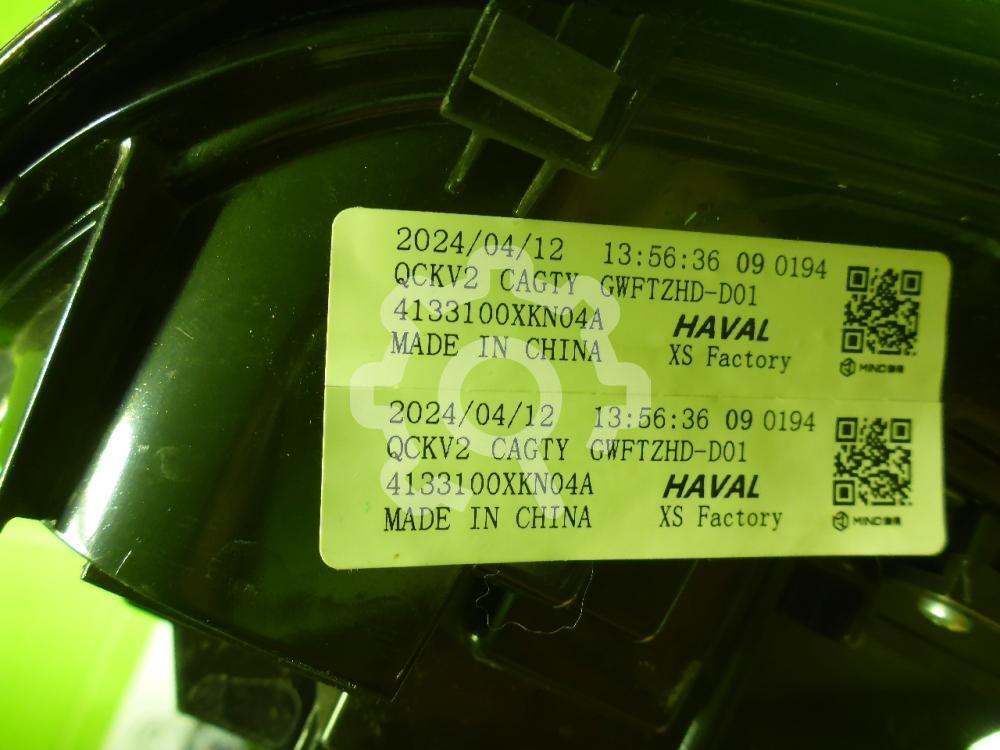 2024/04/12 13:56:36 09 0194
QCKV2 CAGTY GWFTZHD-D01
4133100XKN04A HAVAL
MADE IN CHINA XS Factory
MIND
2024/04/12 13:56:36 09 0194
QCKV2 CAGTY GWFTZHD-D01
4133100XKN04A HAVAL
MADE IN CHINA XS Factory
MIND